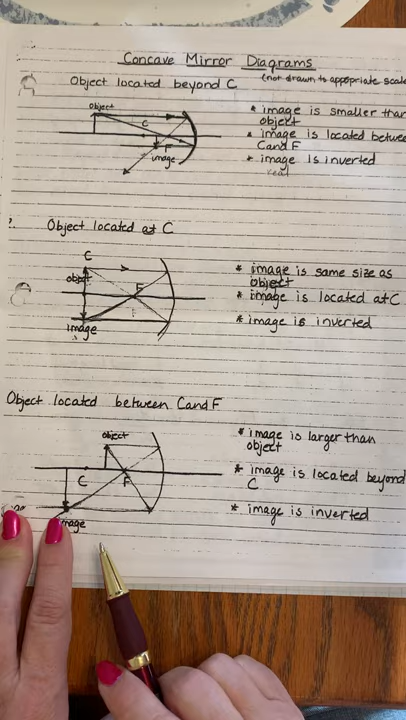 Concave Mirror Diagrams
(not drawn to appropriate scale
Object located beyond C
object
C
F
image
* image is smaller than
object
* image is located betwee
C and F
* image is inverted
real
2.
Object located at C
C
object
F
image
* image is same size as
object
* image is located at C
* image is inverted
Object located between C and F
object
C
F
image
* image is larger than
object
* image is located beyond
C
* image is inverted